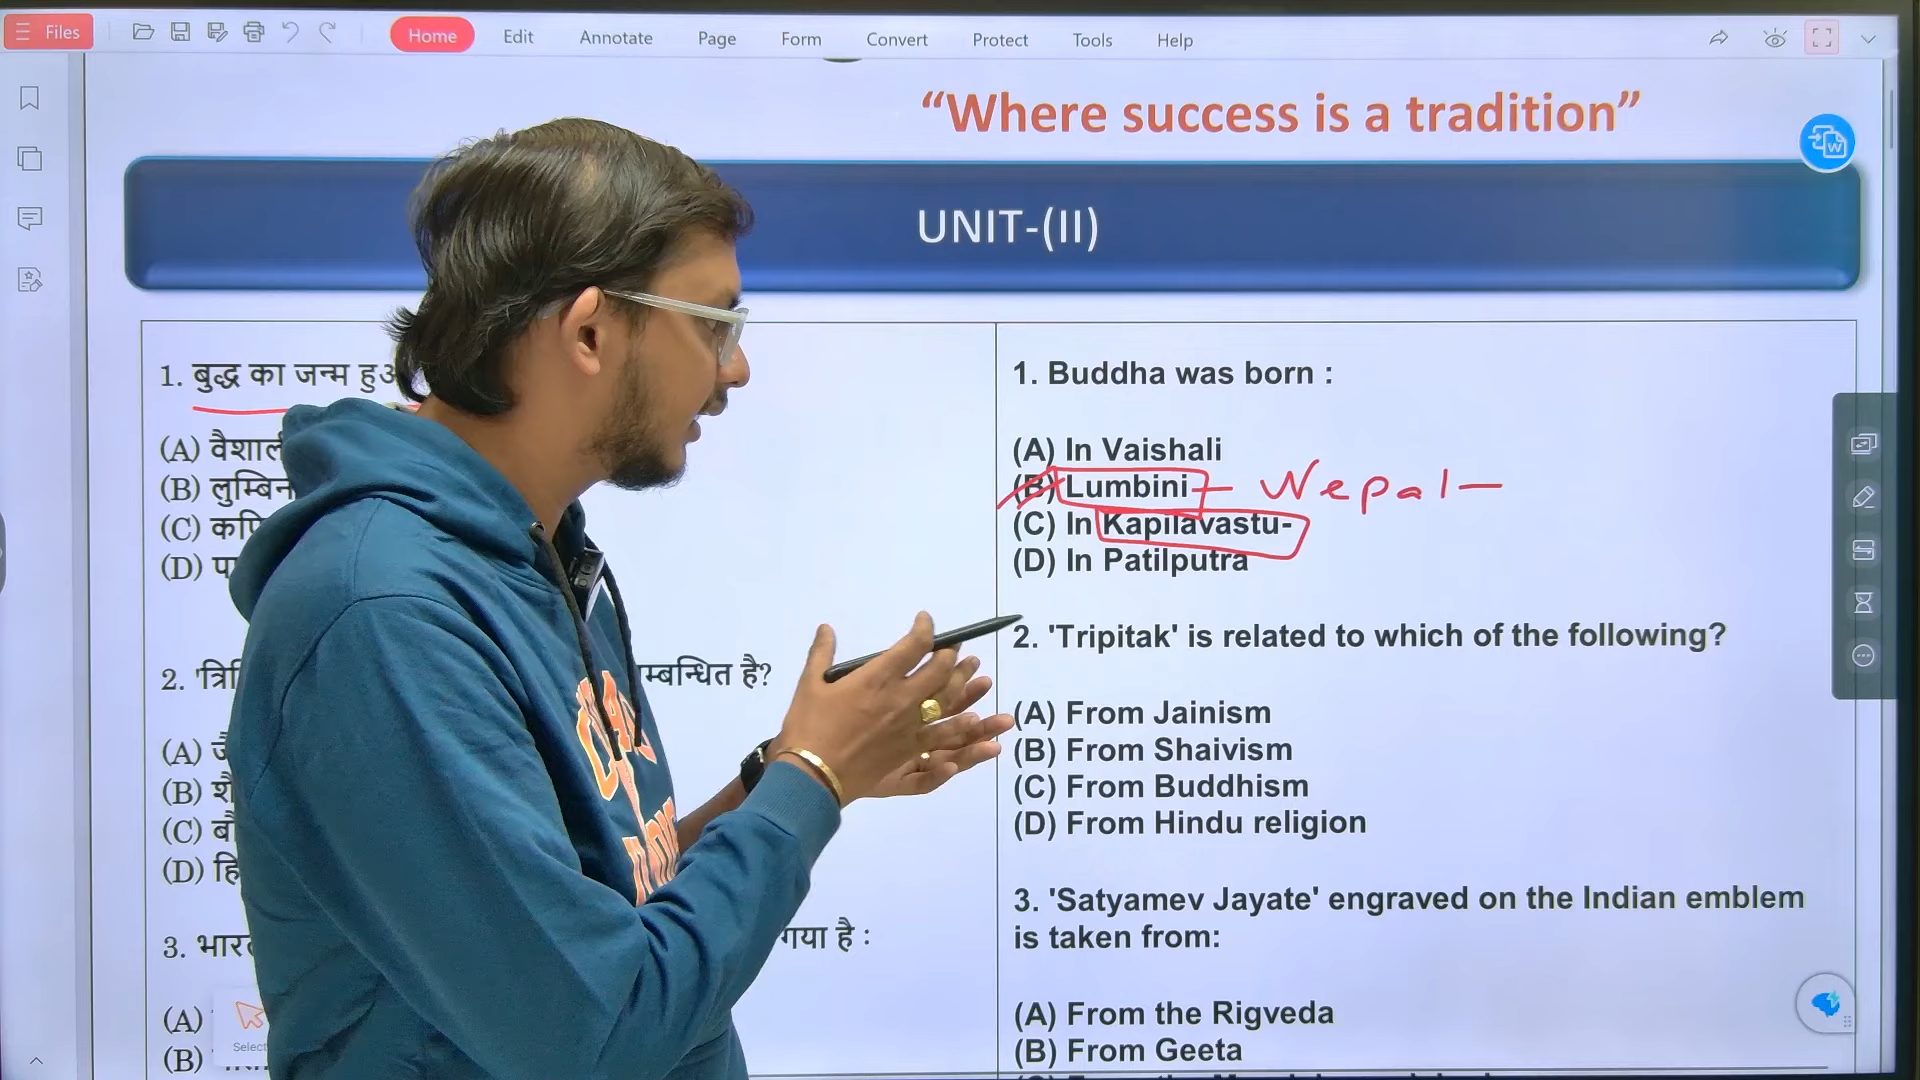 Files
Home Edit Annotate Page Form Convert Protect Tools Help
“Where success is a tradition”
UNIT-(II)
1. बुद्ध का जन्म
(A)
(B)
(C)
(D)
2.
म्बन्धित है?
(A)
(B)
(C)
(D)
3.
गया है :
(A)
(B)
Select
1. Buddha was born :
(A) In Vaishali
(B) Lumbini - Nepal -
(C) In Kapilavastu-
(D) In Patilputra
2. 'Tripitak' is related to which of the following?
(A) From Jainism
(B) From Shaivism
(C) From Buddhism
(D) From Hindu religion
3. 'Satyamev Jayate' engraved on the Indian emblem
is taken from:
(A) From the Rigveda
(B) From Geeta